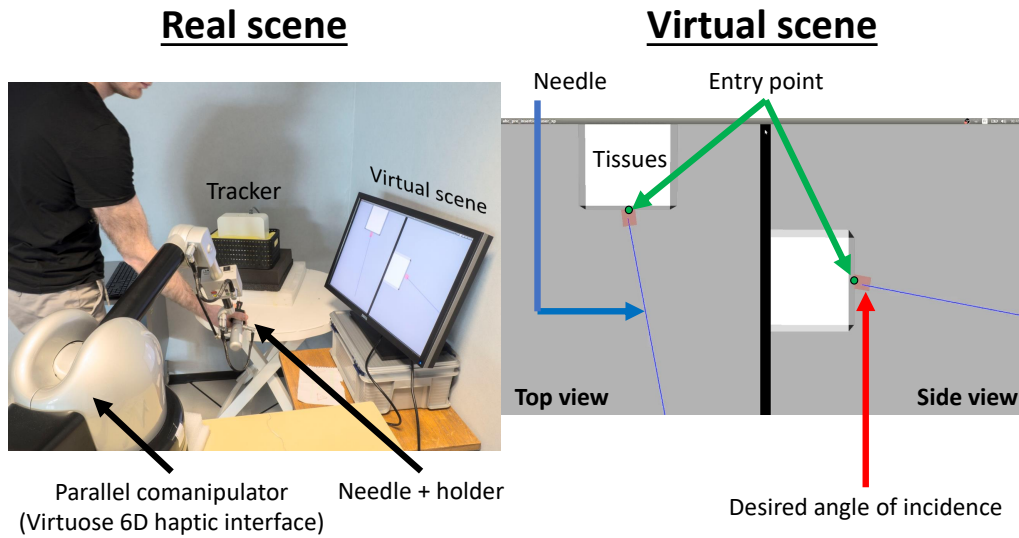 Real scene
Virtual scene
Needle
Entry point
Tissues
Tracker
Virtual scene
Top view
Side view
Parallel comanipulator
(Virtuose 6D haptic interface)
Needle + holder
Desired angle of incidence